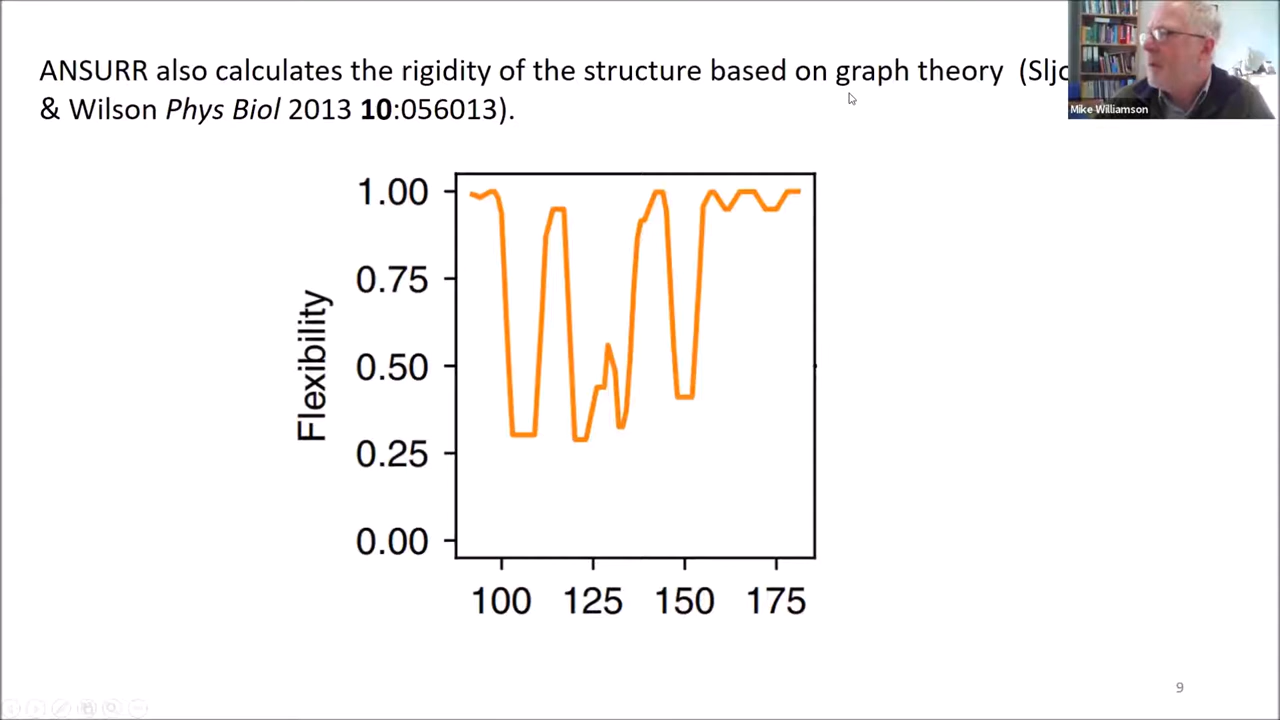 ANSURR also calculates the rigidity of the structure based on graph theory (Sljo
& Wilson Phys Biol 2013 10:056013).
Mike Williamson
1.00
0.75
0.50
0.25
0.00
Flexibility
100 125 150 175
9